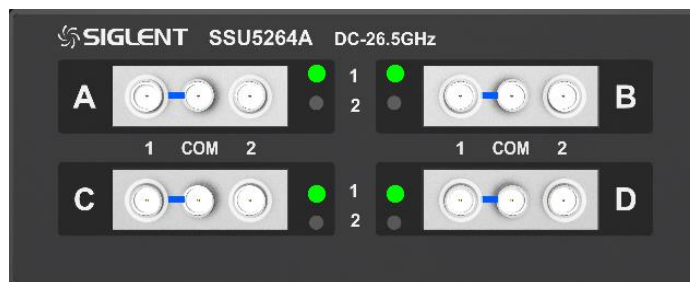 SIGLENT SSU5264A DC-26.5GHz
A 1 B
2
1 COM 2 1 COM 2
C 1 D
2